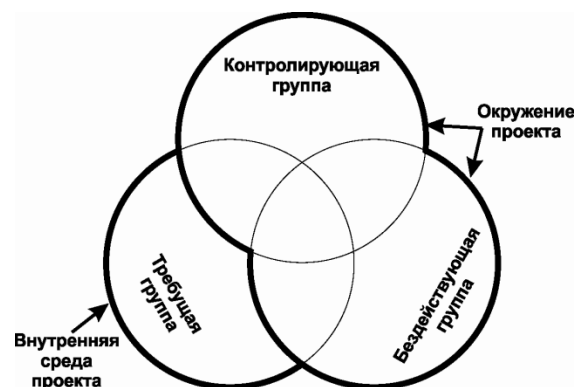 Контролирующая
группа
Окружение
проекта
Требущая
группа
Бездействующая
группа
Внутренняя
среда
проекта